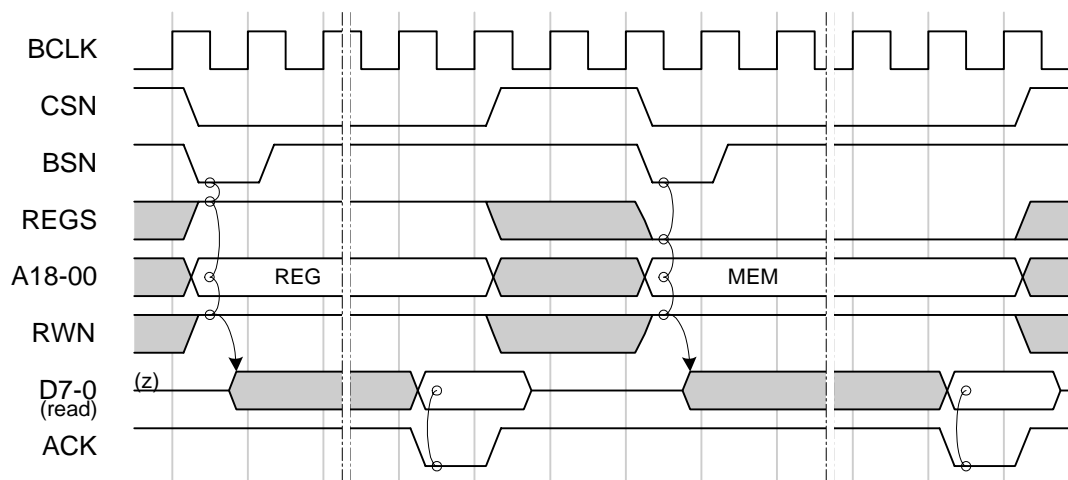 BCLK
CSN
BSN
REGS
A18-00 REG MEM
RWN
D7-0 (z)
(read)
ACK